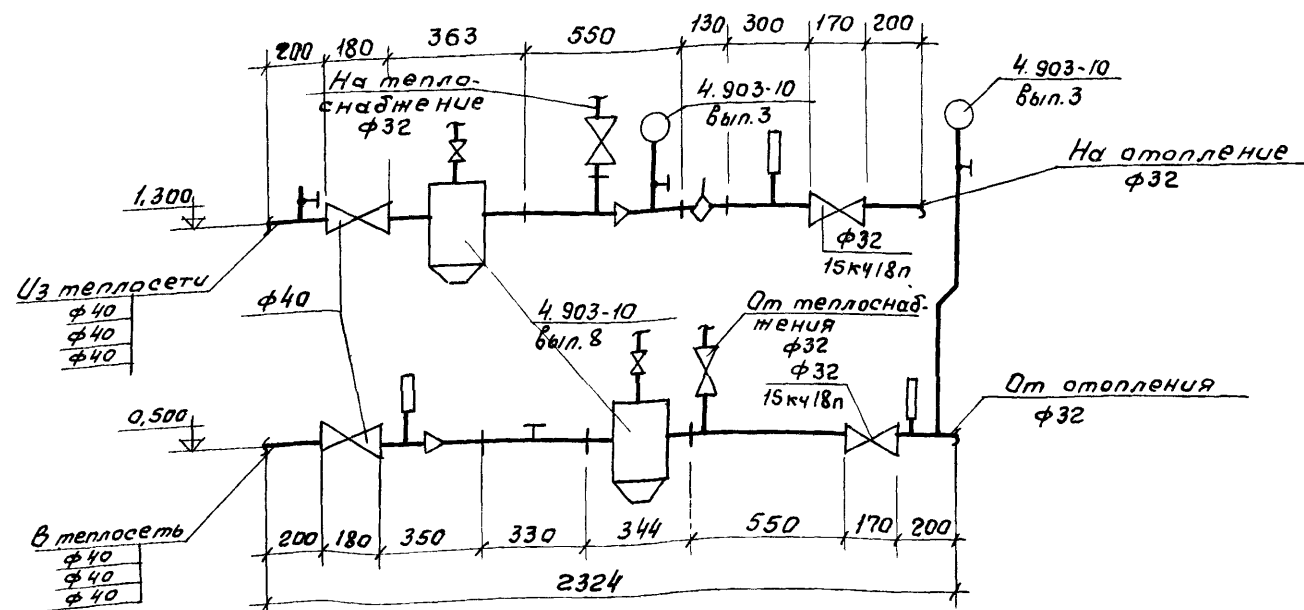 200 180 363 550 130 300 170 200
На тепло-
снабжение
ф32
4.903-10
вып.3
4.903-10
вып.3
На отопление
ф32
1,300
ф32
15кч18п
Из теплосети
ф40
ф40
ф40
ф40
4.903-10
вып.8
От теплоснаб-
жения
ф32
ф32
15кч18п
От отопления
ф32
0,500
В теплосеть
ф40
ф40
ф40
200 180 350 330 344 550 170 200
2324